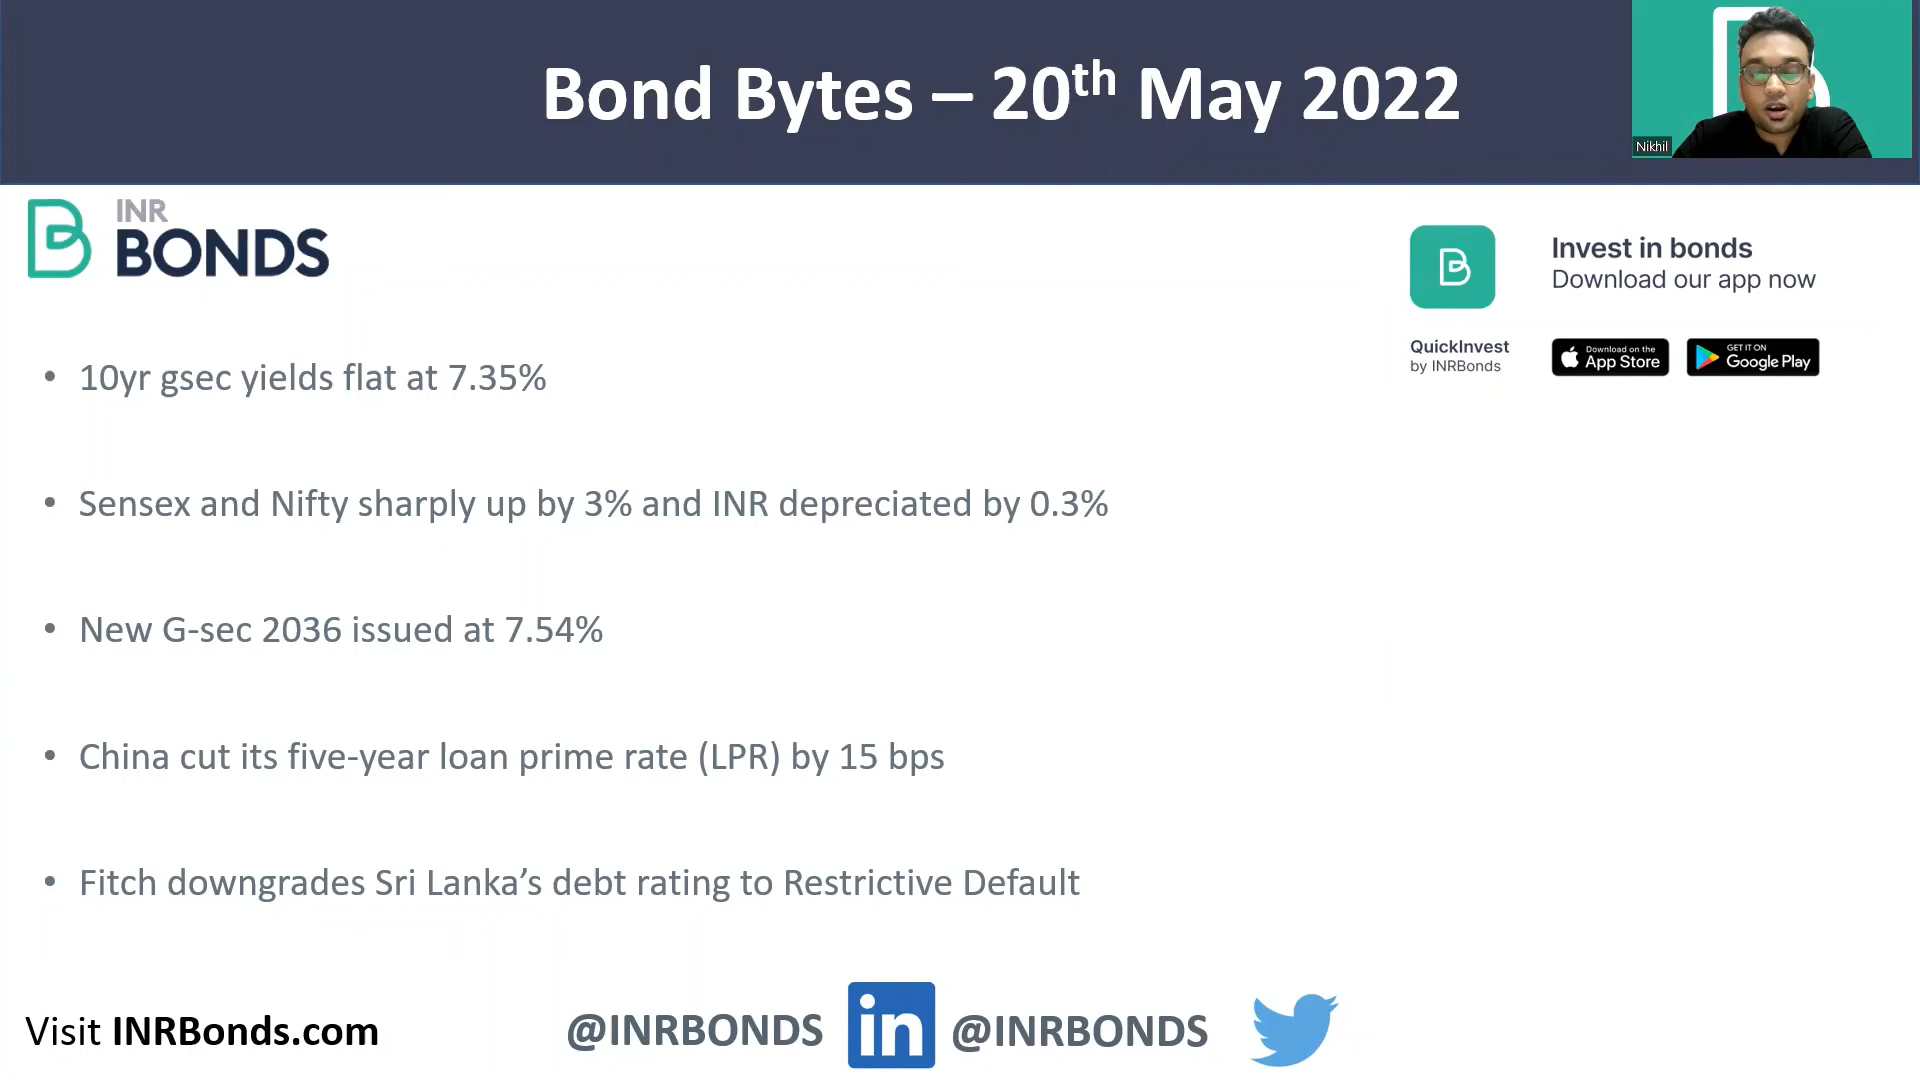 Bond Bytes – 20th May 2022
Nikhil
INR
BONDS
Invest in bonds
Download our app now
QuickInvest
by INRBonds
Download on the
App Store
GET IT ON
Google Play
• 10yr gsec yields flat at 7.35%
• Sensex and Nifty sharply up by 3% and INR depreciated by 0.3%
• New G-sec 2036 issued at 7.54%
• China cut its five-year loan prime rate (LPR) by 15 bps
• Fitch downgrades Sri Lanka’s debt rating to Restrictive Default
Visit INRBonds.com
@INRBONDS
in
@INRBONDS